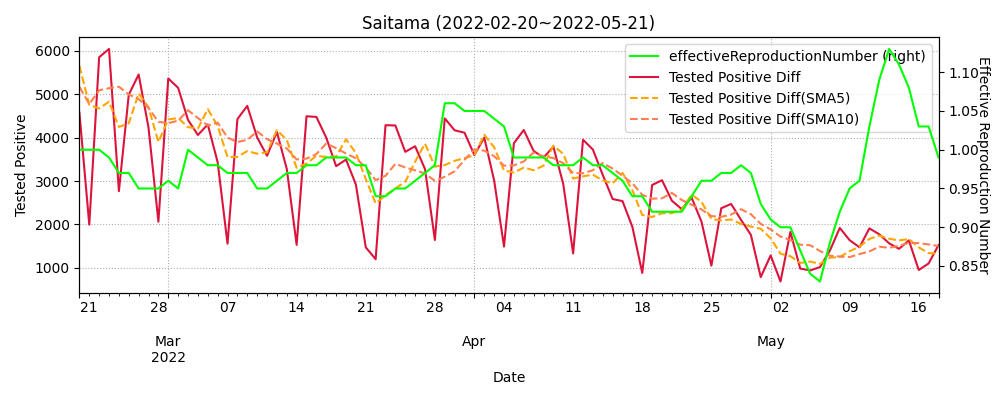 Saitama (2022-02-20~2022-05-21)
effectiveReproductionNumber (right)
Tested Positive Diff
Tested Positive Diff(SMA5)
Tested Positive Diff(SMA10)
Tested Positive
6000
5000
4000
3000
2000
1000
Effective Reproduction Number
1.10
1.05
1.00
0.95
0.90
0.85
21 28 07 14 21 28 04 11 18 25 02 09 16
Mar Apr May
2022
Date